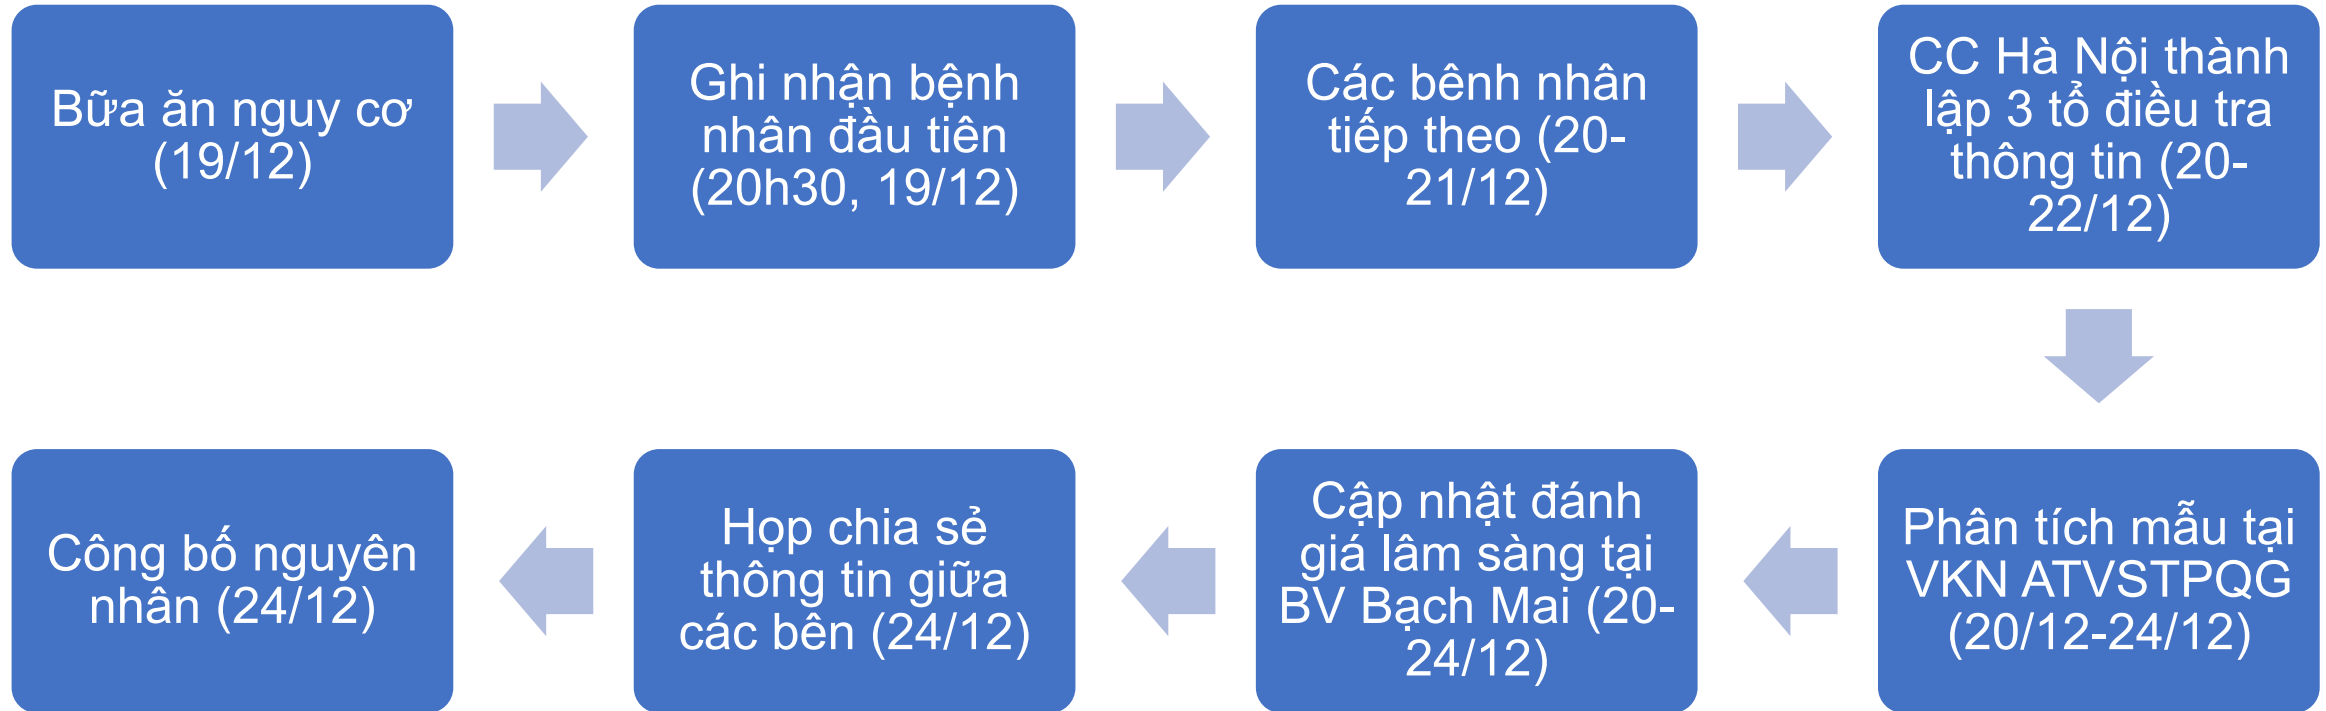 Bữa ăn nguy cơ
(19/12)
Ghi nhận bệnh
nhân đầu tiên
(20h30, 19/12)
Các bênh nhân
tiếp theo (20-
21/12)
CC Hà Nội thành
lập 3 tổ điều tra
thông tin (20-
22/12)
Phân tích mẫu tại
VKN ATVSTPQG
(20/12-24/12)
Cập nhật đánh
giá lâm sàng tại
BV Bạch Mai (20-
24/12)
Họp chia sẻ
thông tin giữa
các bên (24/12)
Công bố nguyên
nhân (24/12)